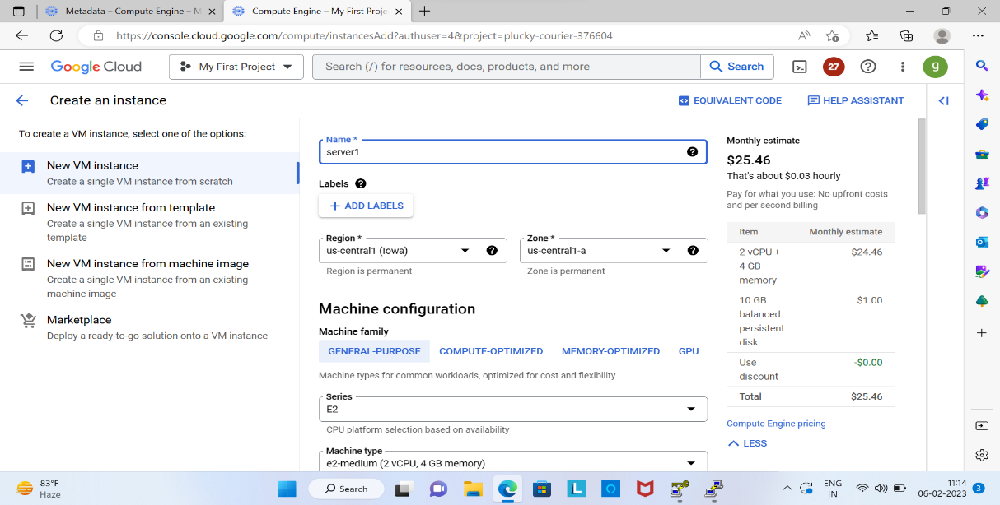 Metadata – Compute Engine – M
Compute Engine – My First Proje
https://console.cloud.google.com/compute/instancesAdd?authuser=4&project=plucky-courier-376604
Google Cloud
My First Project
Search (/) for resources, docs, products, and more
Search
27
g
Create an instance
EQUIVALENT CODE
HELP ASSISTANT
To create a VM instance, select one of the options:
New VM instance
Create a single VM instance from scratch
New VM instance from template
Create a single VM instance from an existing
template
New VM instance from machine image
Create a single VM instance from an existing
machine image
Marketplace
Deploy a ready-to-go solution onto a VM instance
Name *
server1
Labels
ADD LABELS
Region *
us-central1 (Iowa)
Region is permanent
Zone *
us-central1-a
Zone is permanent
Machine configuration
Machine family
GENERAL-PURPOSE
COMPUTE-OPTIMIZED
MEMORY-OPTIMIZED
GPU
Machine types for common workloads, optimized for cost and flexibility
Series
E2
CPU platform selection based on availability
Machine type
e2-medium (2 vCPU, 4 GB memory)
Monthly estimate
$25.46
That's about $0.03 hourly
Pay for what you use: No upfront costs
and per second billing
Item Monthly estimate
2 vCPU + $24.46
4 GB
memory
10 GB $1.00
balanced
persistent
disk
Use -$0.00
discount
Total $25.46
Compute Engine pricing
LESS
83°F
Haze
Search
L
ENG
IN
11:14
06-02-2023
3